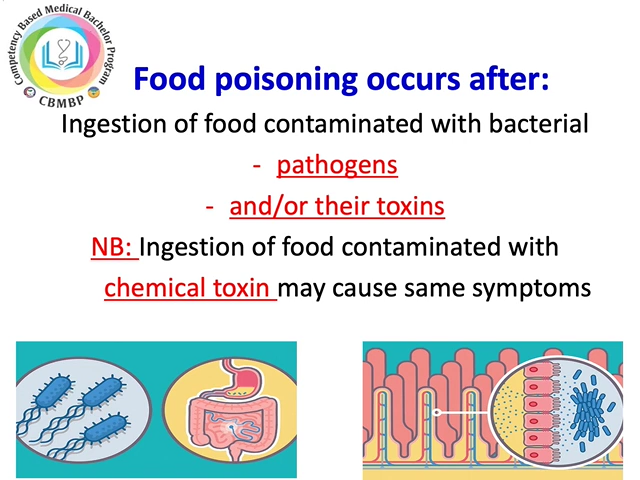 Competency Based Medical Bachelor Program
CBMBP
Food poisoning occurs after:
Ingestion of food contaminated with bacterial
- pathogens
- and/or their toxins
NB: Ingestion of food contaminated with
chemical toxin may cause same symptoms